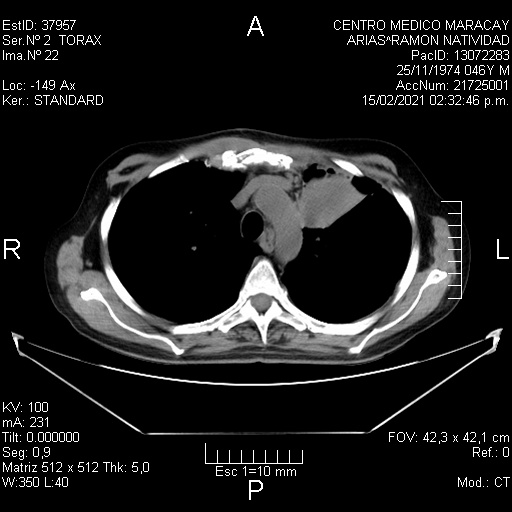 EstID: 37957
Ser.Nº 2 TORAX
Ima.Nº 22
Loc: -149 Ax
Ker.: STANDARD
A
CENTRO MEDICO MARACAY
ARIAS^RAMON NATIVIDAD
PacID: 13072283
25/11/1974 046Y M
AccNum: 21725001
15/02/2021 02:32:46 p.m.
R
L
KV: 100
mA: 231
Tilt: 0.000000
Seg: 0,9
Matriz 512 x 512 Thk: 5,0
W:350 L:40
Esc 1=10 mm
P
FOV: 42,3 x 42,1 cm
Ref.: 0
Mod.: CT